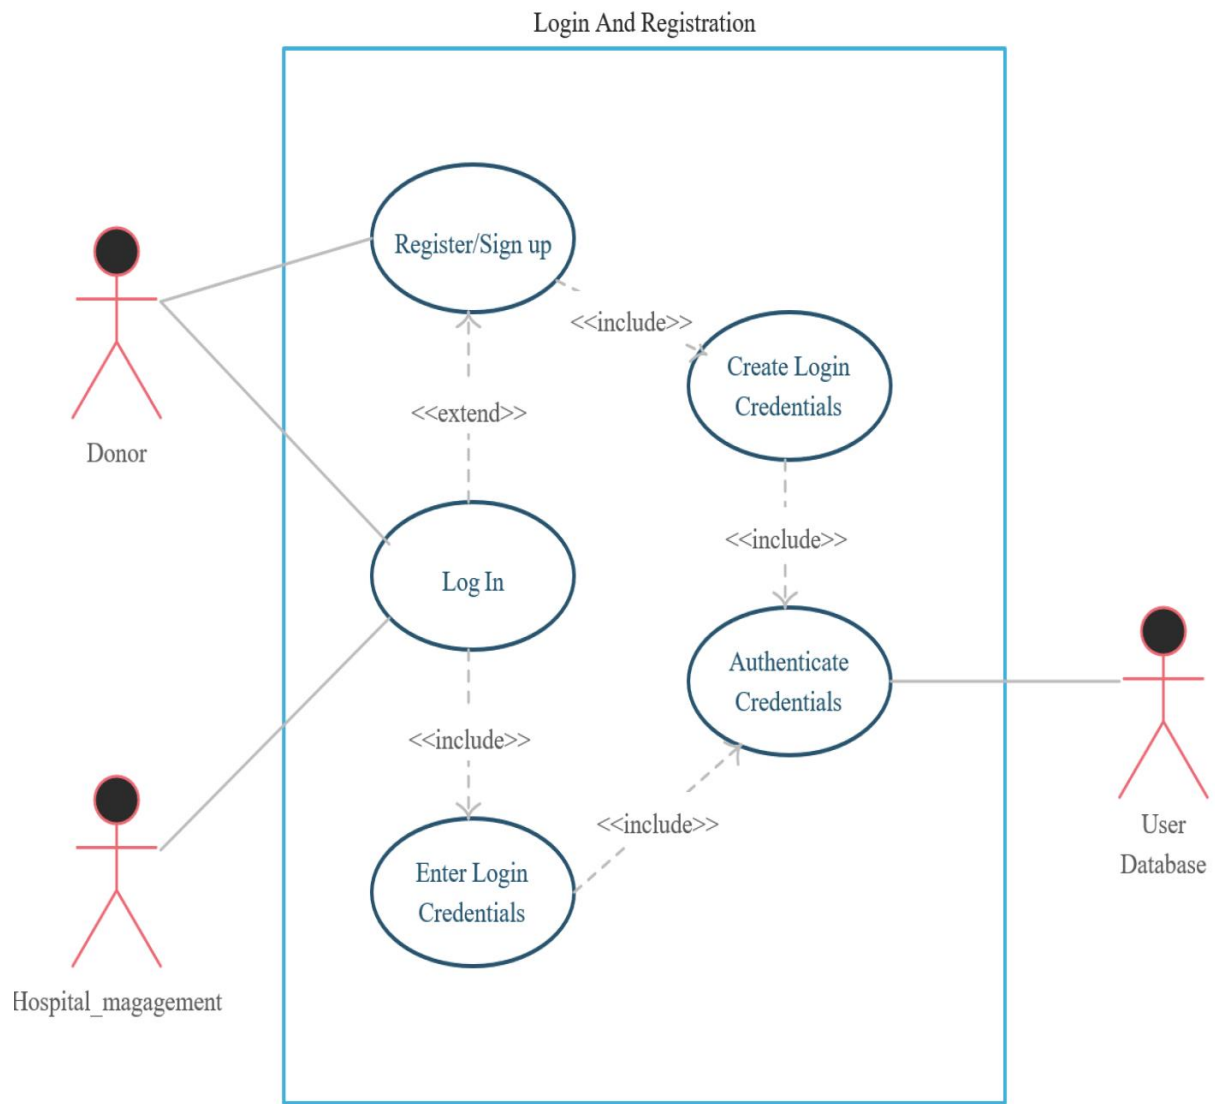 Login And Registration
Register/Sign up
<<include>>
Create Login
Credentials
<<extend>>
Donor
<<include>>
Log In
Authenticate
Credentials
<<include>>
<<include>>
User
Database
Enter Login
Credentials
Hospital_magagement